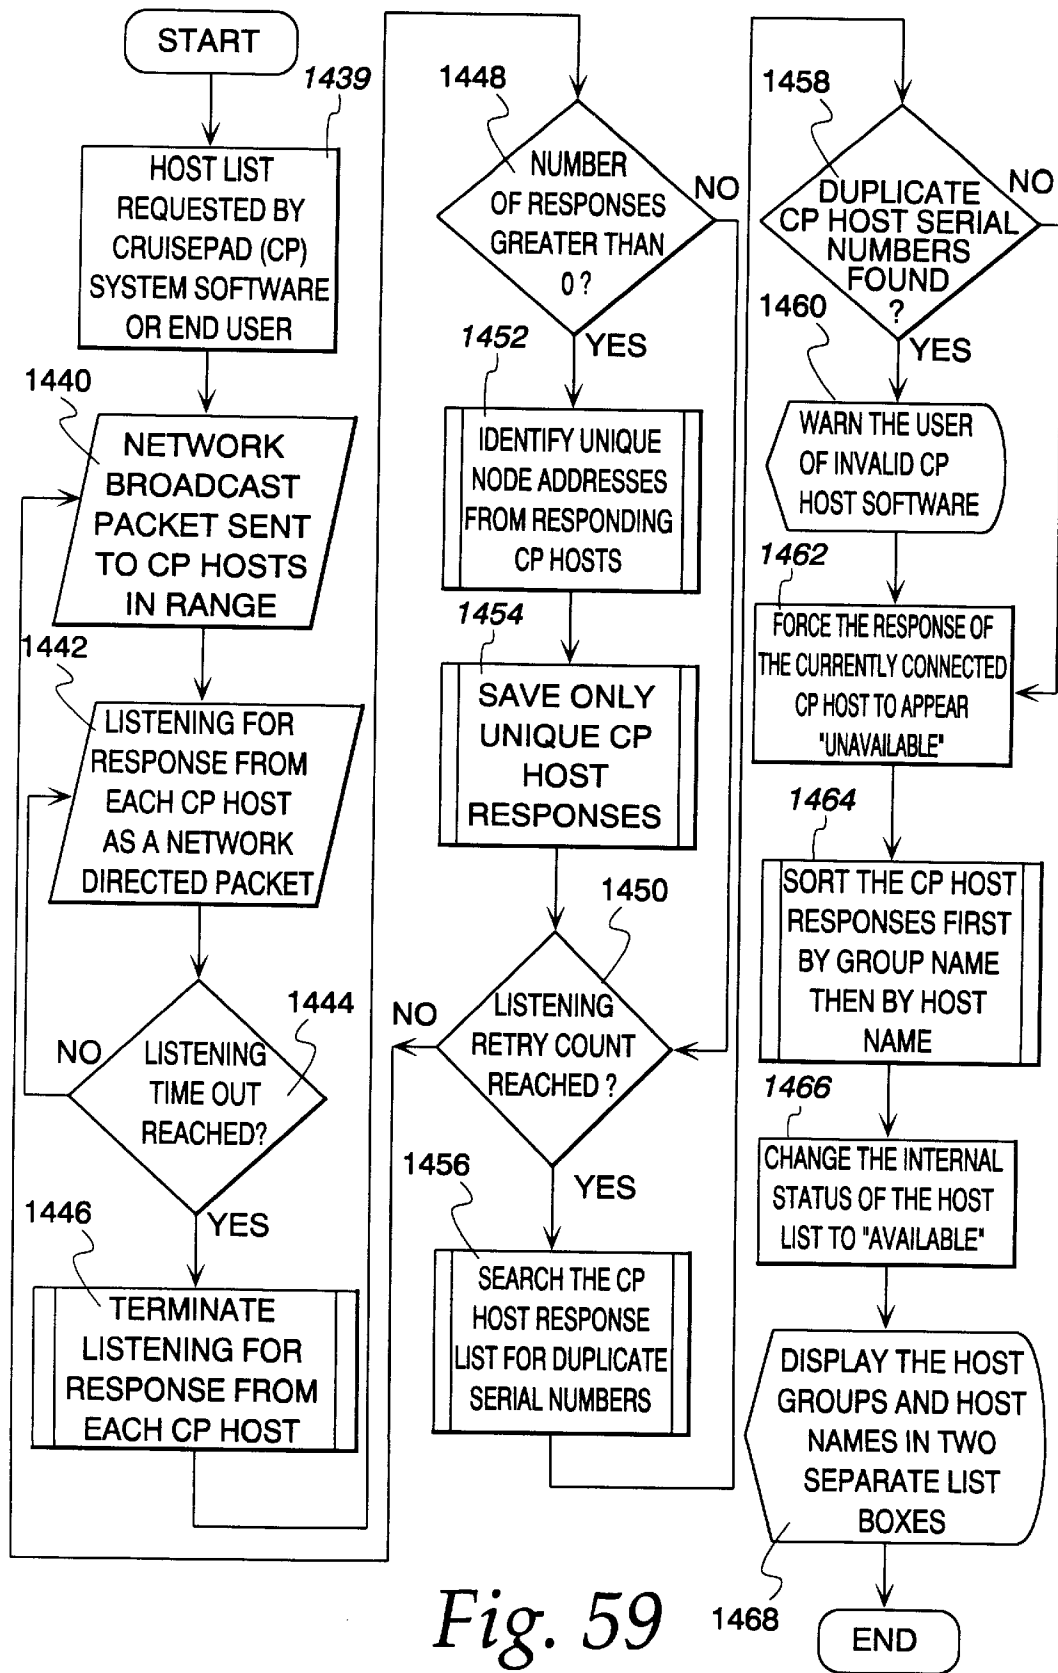 START
1439
HOST LIST
REQUESTED BY
CRUISEPAD (CP)
SYSTEM SOFTWARE
OR END USER
1440
NETWORK
BROADCAST
PACKET SENT
TO CP HOSTS
IN RANGE
1442
LISTENING FOR
RESPONSE FROM
EACH CP HOST
AS A NETWORK
DIRECTED PACKET
1444
NO
LISTENING
TIME OUT
REACHED?
YES
1446
TERMINATE
LISTENING FOR
RESPONSE FROM
EACH CP HOST
1448
NUMBER
OF RESPONSES
GREATER THAN
0 ?
NO
YES
1452
IDENTIFY UNIQUE
NODE ADDRESSES
FROM RESPONDING
CP HOSTS
1454
SAVE ONLY
UNIQUE CP
HOST
RESPONSES
1450
NO
LISTENING
RETRY COUNT
REACHED ?
YES
1456
SEARCH THE CP
HOST RESPONSE
LIST FOR DUPLICATE
SERIAL NUMBERS
1458
NO
DUPLICATE
CP HOST SERIAL
NUMBERS
FOUND
?
YES
1460
WARN THE USER
OF INVALID CP
HOST SOFTWARE
1462
FORCE THE RESPONSE OF
THE CURRENTLY CONNECTED
CP HOST TO APPEAR
"UNAVAILABLE"
1464
SORT THE CP HOST
RESPONSES FIRST
BY GROUP NAME
THEN BY HOST
NAME
1466
CHANGE THE INTERNAL
STATUS OF THE HOST
LIST TO "AVAILABLE"
DISPLAY THE HOST
GROUPS AND HOST
NAMES IN TWO
SEPARATE LIST
BOXES
1468
END
Fig. 59